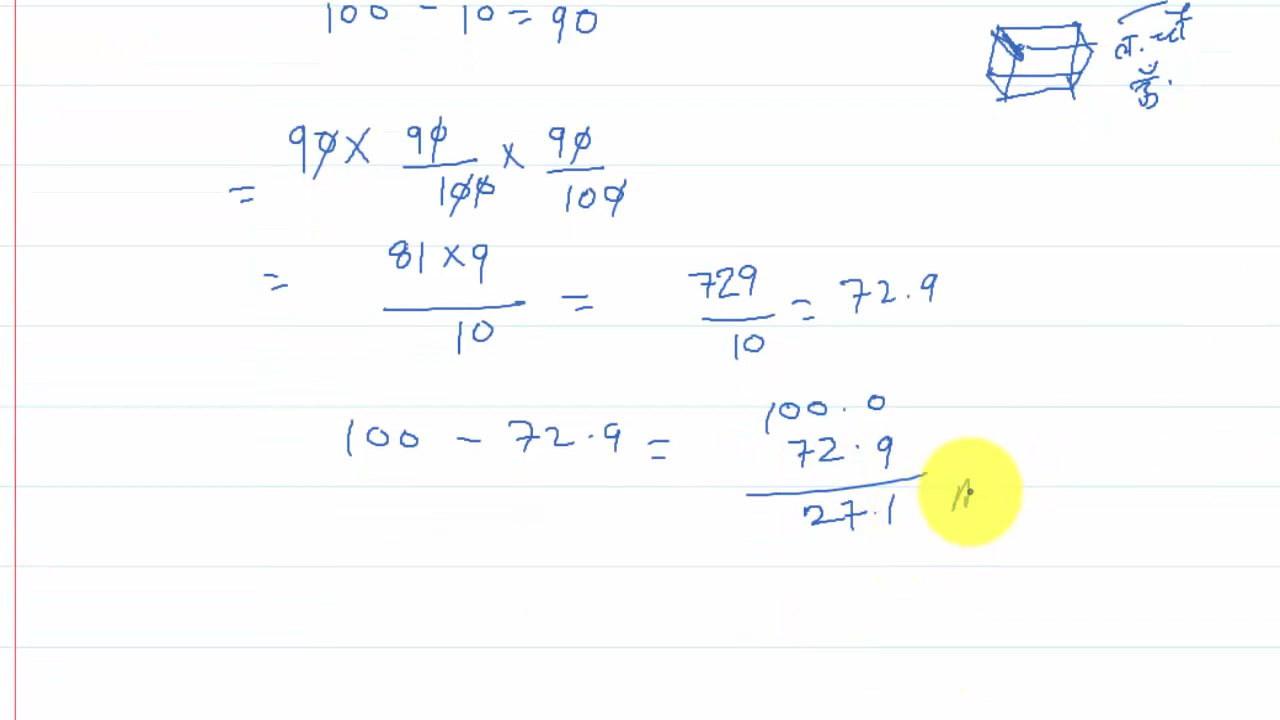 100 - 10 = 90
= 90 × 90/100 × 90/100
= 81 × 9/10 = 729/10 = 72.9
100 - 72.9 =
100.0
72.9
27.1